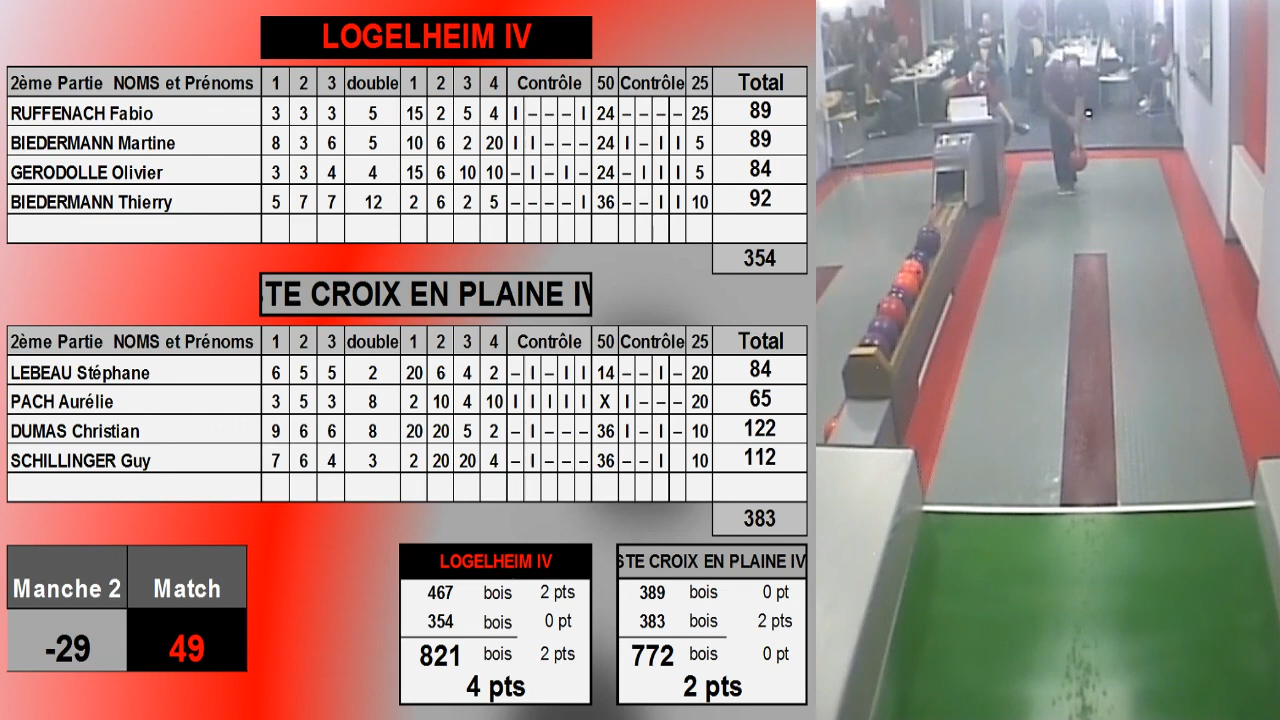 LOGELHEIM IV
2ème Partie NOMS et Prénoms 1 2 3 double 1 2 3 4 Contrôle 50 Contrôle 25 Total
RUFFENACH Fabio 3 3 3 5 15 2 5 4 I – – – I 24 – – – – 25 89
BIEDERMANN Martine 8 3 6 5 10 6 2 20 I I – – – 24 I – I I 5 89
GERODOLLE Olivier 3 3 4 4 15 6 10 10 – I – I – 24 – I I I 5 84
BIEDERMANN Thierry 5 7 7 12 2 6 2 5 – – – – I 36 – – I I 10 92
354
STE CROIX EN PLAINE IV
2ème Partie NOMS et Prénoms 1 2 3 double 1 2 3 4 Contrôle 50 Contrôle 25 Total
LEBEAU Stéphane 6 5 5 2 20 6 4 2 – I – I I 14 – – I – 20 84
PACH Aurélie 3 5 3 8 2 10 4 10 I I I I I X I – – – 20 65
DUMAS Christian 9 6 6 8 20 20 5 2 – I – – – 36 I – I – 10 122
SCHILLINGER Guy 7 6 4 3 2 20 20 4 – I – – – 36 – – I 10 112
383
Manche 2 Match
-29 49
LOGELHEIM IV
467 bois 2 pts
354 bois 0 pt
821 bois 2 pts
4 pts
STE CROIX EN PLAINE IV
389 bois 0 pt
383 bois 2 pts
772 bois 0 pt
2 pts